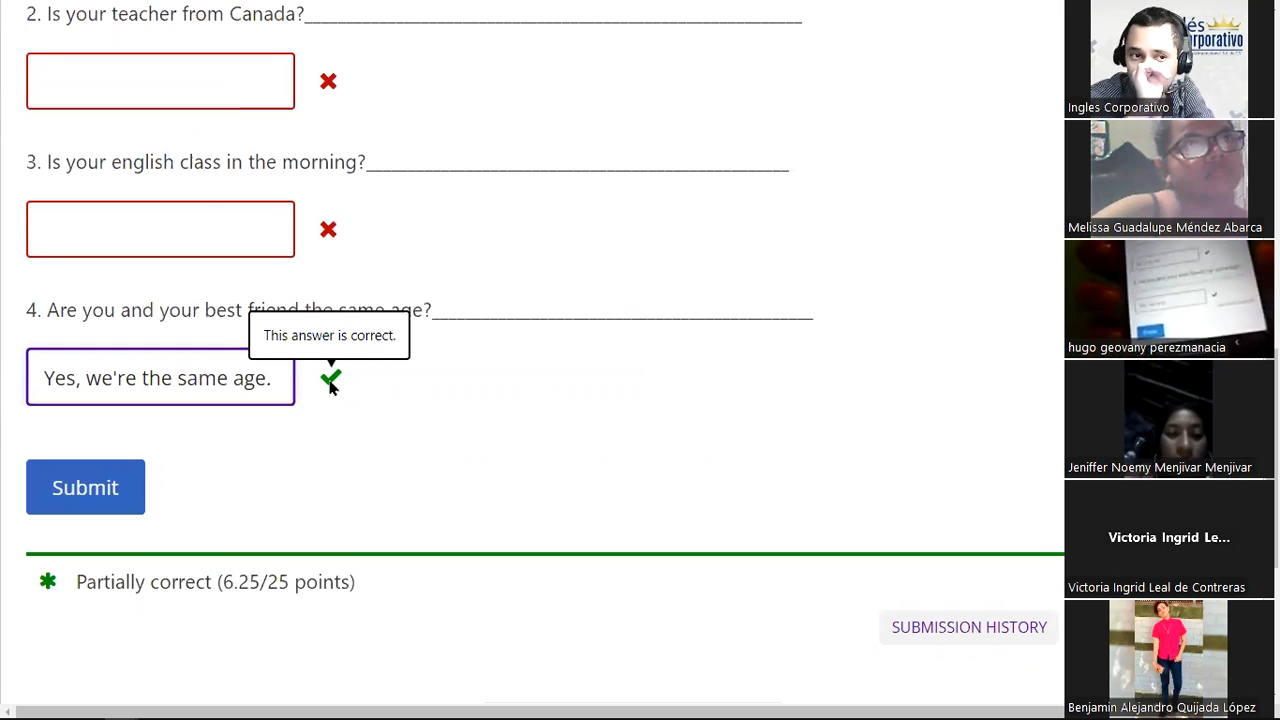 2. Is your teacher from Canada?
3. Is your english class in the morning?
4. Are you and your best friend the same age?
This answer is correct.
Yes, we're the same age.
Submit
Partially correct (6.25/25 points)
SUBMISSION HISTORY
Ingles Corporativo
Melissa Guadalupe Méndez Abarca
hugo geovany perezmanacia
Jeniffer Noemy Menjivar Menjivar
Victoria Ingrid Le...
Victoria Ingrid Leal de Contreras
Benjamin Alejandro Quijada López